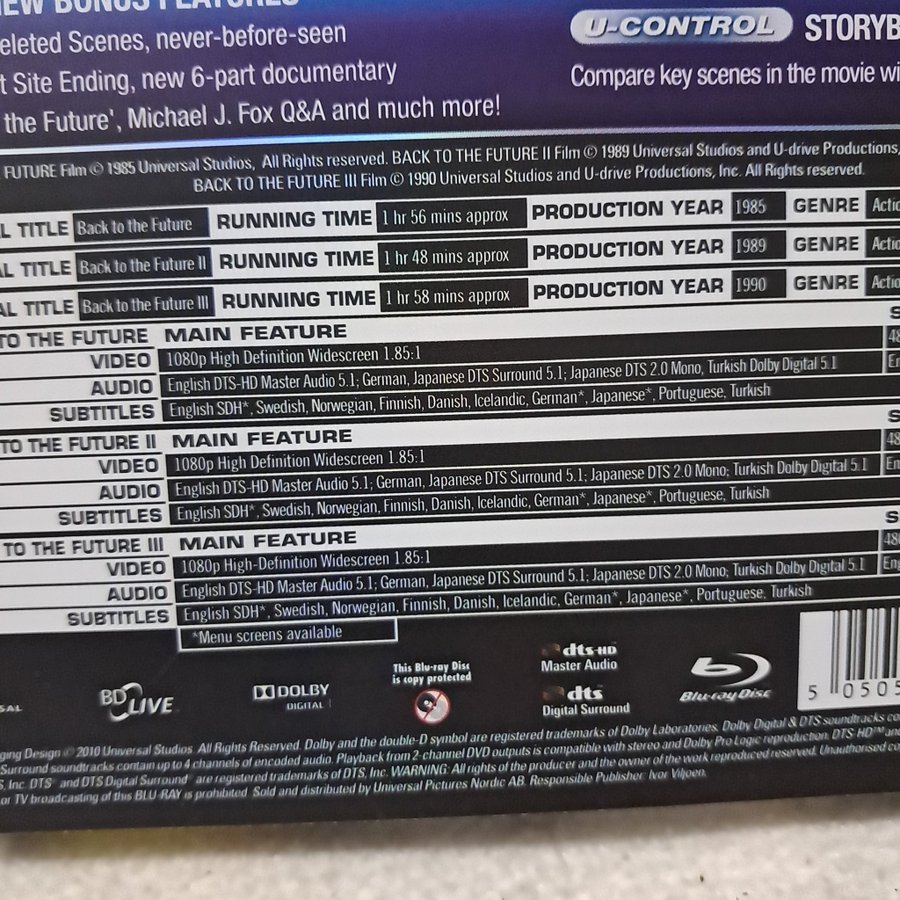 NEW BONUS FEATURES
eleted Scenes, never-before-seen
t Site Ending, new 6-part documentary
the Future', Michael J. Fox Q&A and much more!
U-CONTROL STORYB
Compare key scenes in the movie wi
FUTURE Film © 1985 Universal Studios, All Rights reserved. BACK TO THE FUTURE II Film © 1989 Universal Studios and U-drive Productions,
BACK TO THE FUTURE III Film © 1990 Universal Studios and U-drive Productions, Inc. All Rights reserved.
L TITLE Back to the Future RUNNING TIME 1 hr 56 mins approx PRODUCTION YEAR 1985 GENRE Actio
AL TITLE Back to the Future II RUNNING TIME 1 hr 48 mins approx PRODUCTION YEAR 1989 GENRE Actio
AL TITLE Back to the Future III RUNNING TIME 1 hr 58 mins approx PRODUCTION YEAR 1990 GENRE Actio
TO THE FUTURE MAIN FEATURE S
VIDEO 1080p High Definition Widescreen 1.85:1 48
AUDIO English DTS-HD Master Audio 5.1; German, Japanese DTS Surround 5.1; Japanese DTS 2.0 Mono, Turkish Dolby Digital 5.1 En
SUBTITLES English SDH*, Swedish, Norwegian, Finnish, Danish, Icelandic, German*, Japanese*, Portuguese, Turkish
TO THE FUTURE II MAIN FEATURE S
VIDEO 1080p High Definition Widescreen 1.85:1 48
AUDIO English DTS-HD Master Audio 5.1; German, Japanese DTS Surround 5.1; Japanese DTS 2.0 Mono; Turkish Dolby Digital 5.1 En
SUBTITLES English SDH*, Swedish, Norwegian, Finnish, Danish, Icelandic, German*, Japanese*, Portuguese, Turkish
TO THE FUTURE III MAIN FEATURE S
VIDEO 1080p High-Definition Widescreen 1.85:1 480
AUDIO English DTS-HD Master Audio 5.1; German, Japanese DTS Surround 5.1; Japanese DTS 2.0 Mono; Turkish Dolby Digital 5.1 Eng
SUBTITLES English SDH*, Swedish, Norwegian, Finnish, Danish, Icelandic, German*, Japanese*, Portuguese, Turkish
*Menu screens available
SAL
BD LIVE
DOLBY
DIGITAL
This Blu-ray Disc
is copy protected
dts-HD
Master Audio
dts
Digital Surround
Blu-ray Disc
5 0505
ging Design © 2010 Universal Studios All Rights Reserved. Dolby and the double-D symbol are registered trademarks of Dolby Laboratories. Dolby Digital & DTS soundtracks co
Surround soundtracks contain up to 4 channels of encoded audio. Playback from 2-channel DVD outputs is compatible with stereo and Dolby Pro Logic reproduction. DTS HD™ and
S, Inc. DTS® and DTS Digital Surround® are registered trademarks of DTS, Inc. WARNING: All rights of the producer and the owner of the work reproduced reserved. Unauthorised co
or TV broadcasting of this BLU-RAY is prohibited. Sold and distributed by Universal Pictures Nordic AB. Responsible Publisher: Ivor Viljoen.